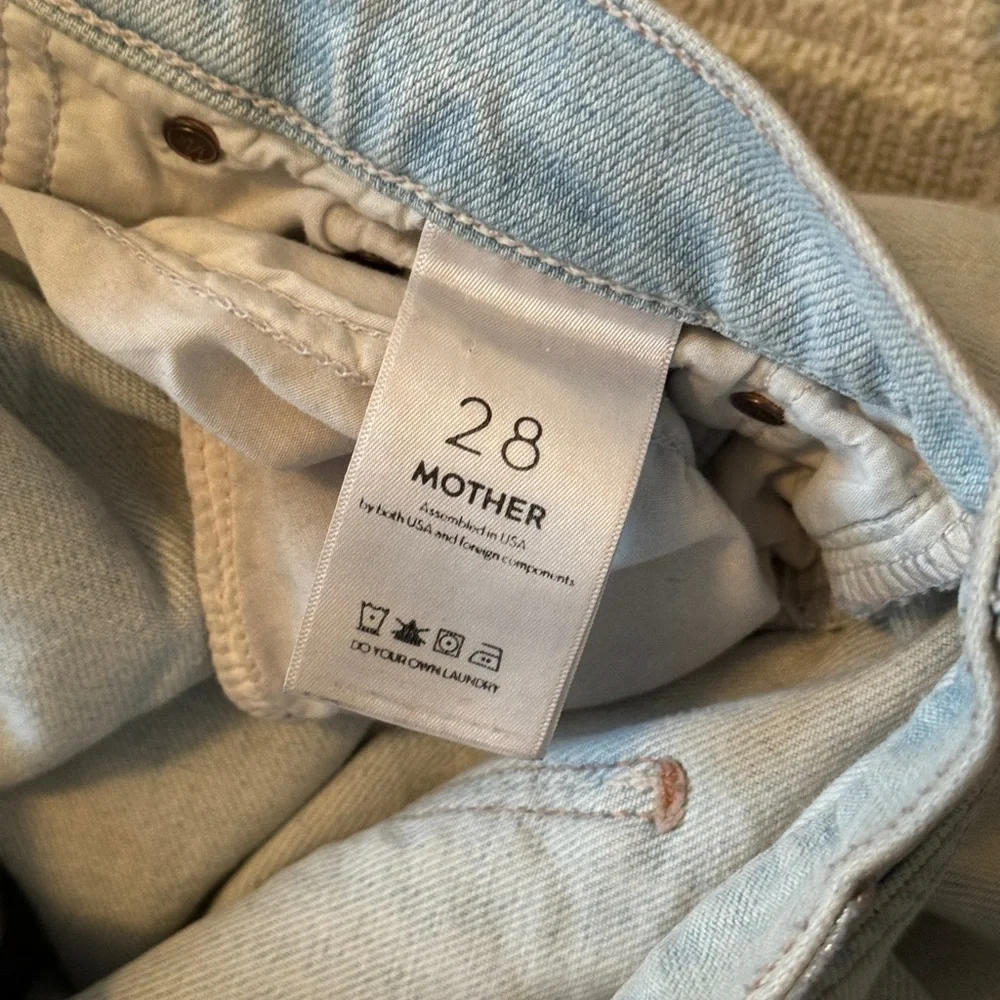 28
MOTHER
Assembled in USA
by both USA and foreign components
DO YOUR OWN LAUNDRY